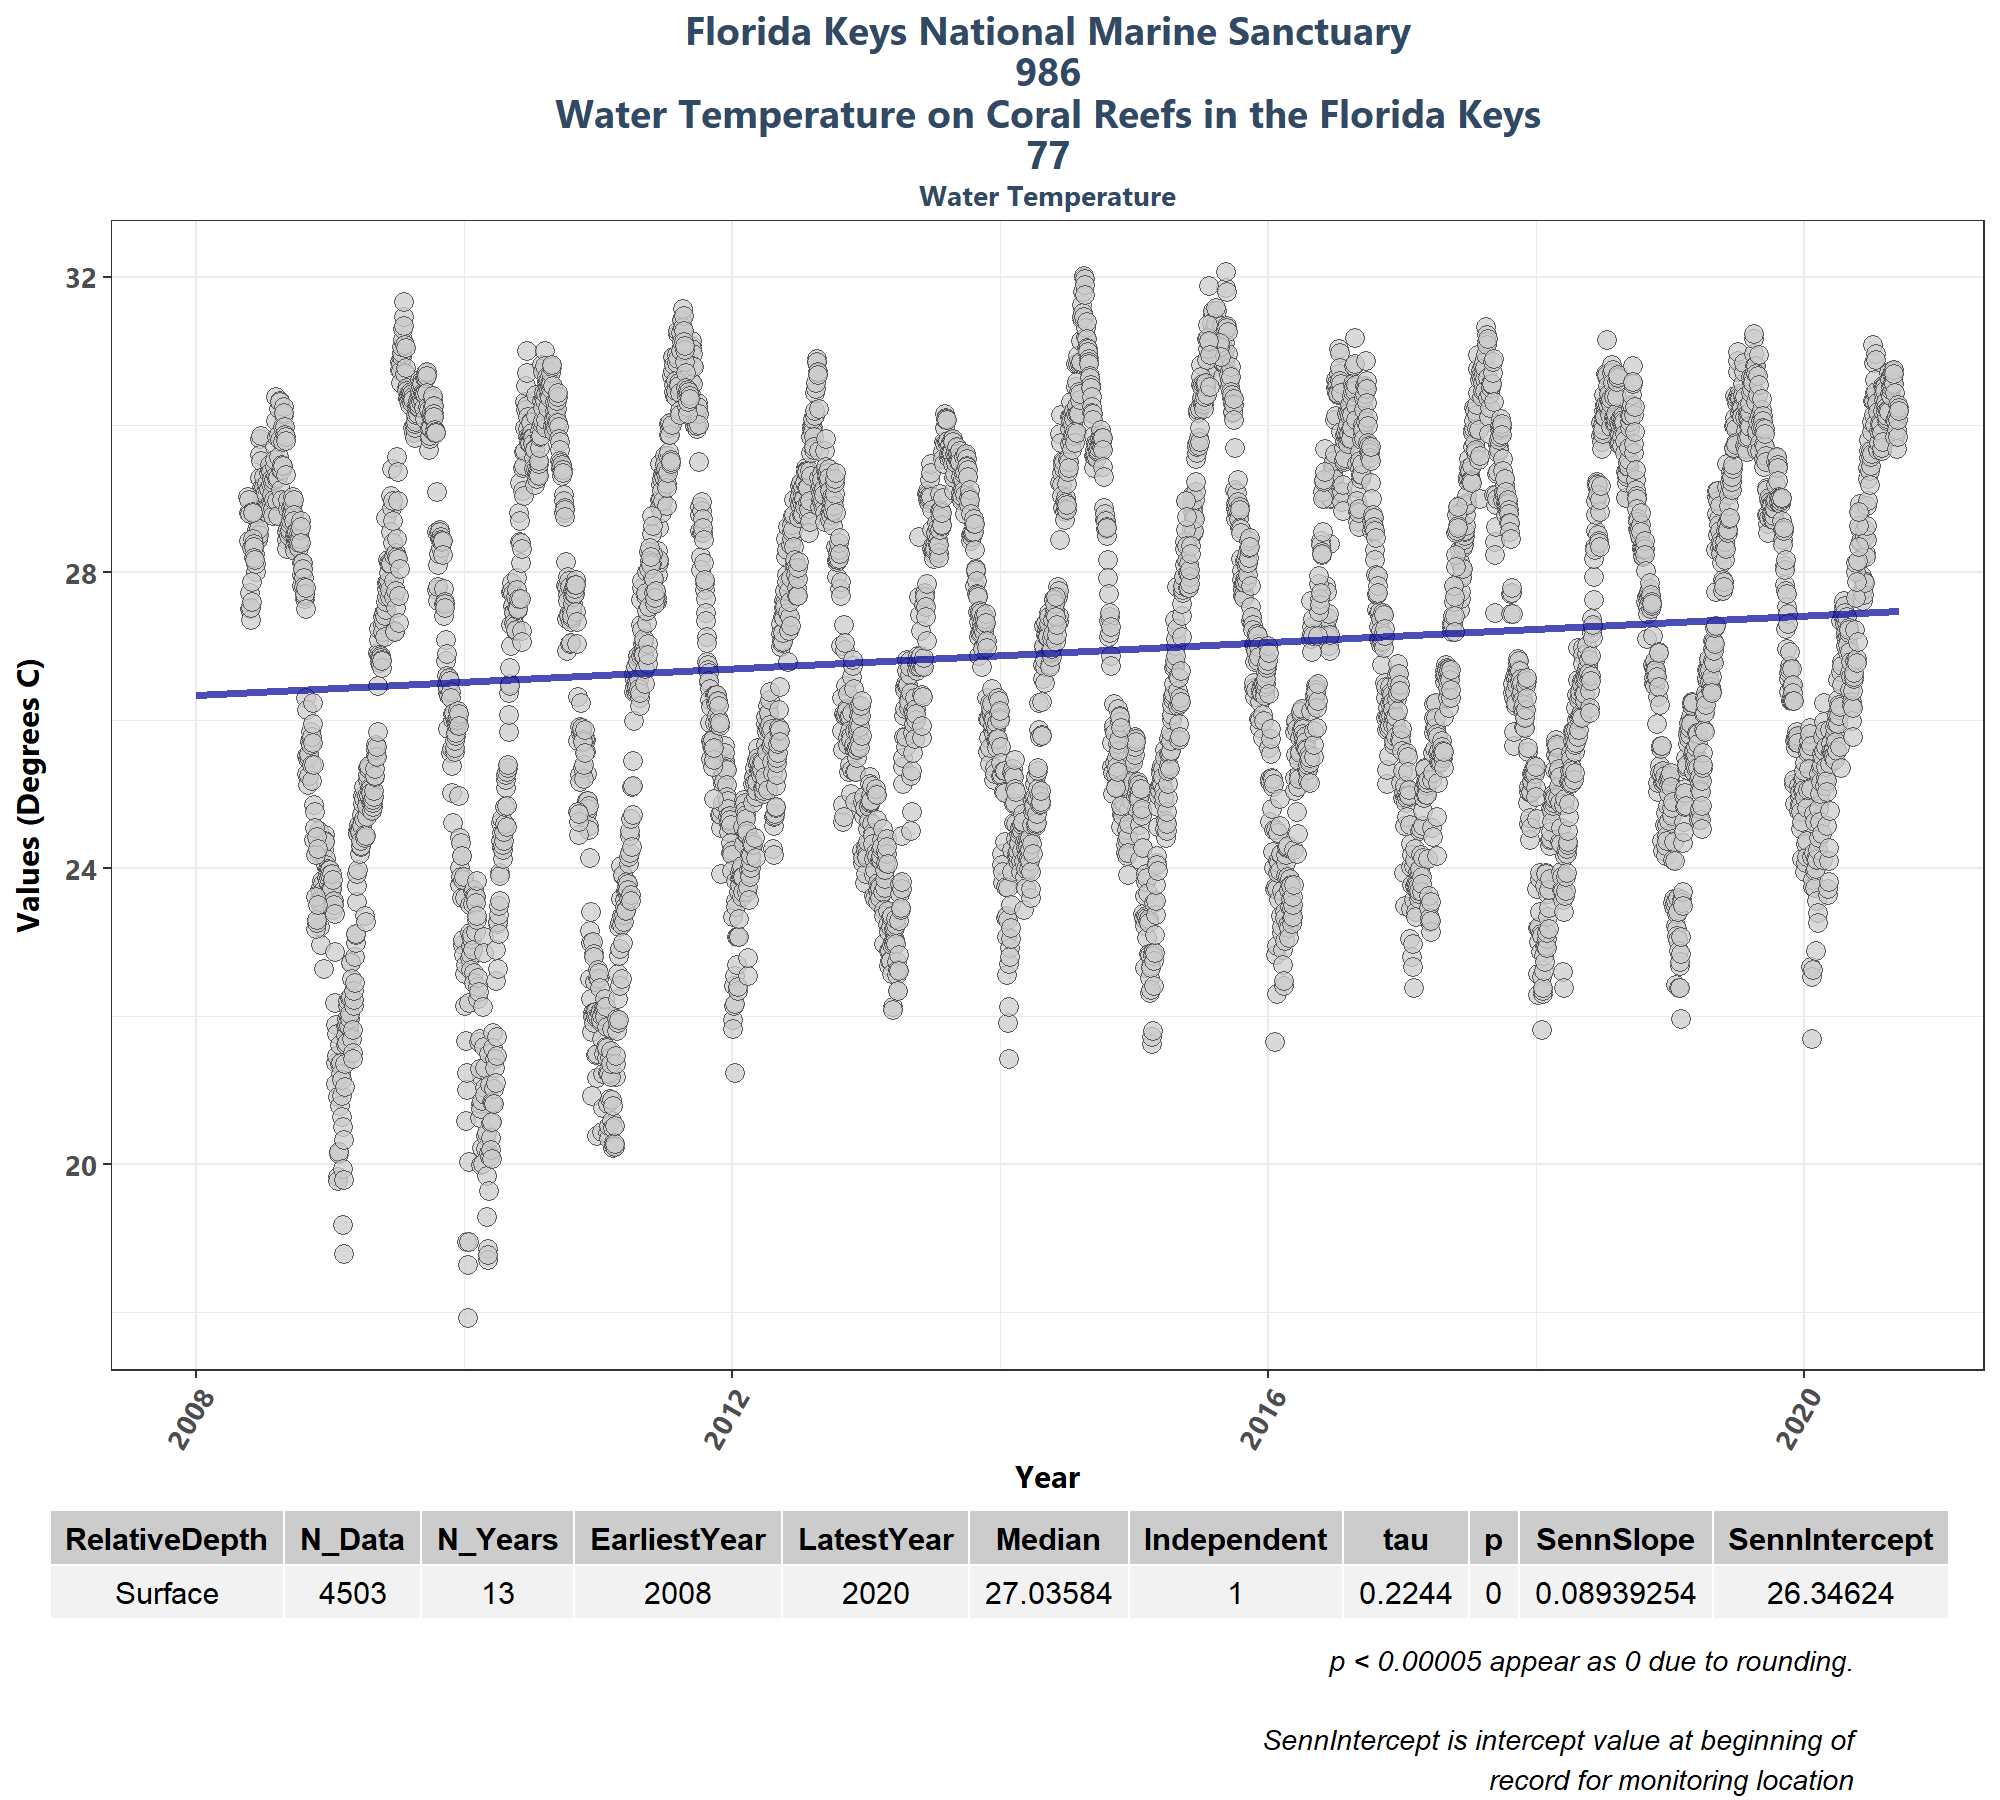 Florida Keys National Marine Sanctuary
986
Water Temperature on Coral Reefs in the Florida Keys
77
Water Temperature
32
28
24
20
Values (Degrees C)
2008 2012 2016 2020
Year
RelativeDepth N_Data N_Years EarliestYear LatestYear Median Independent tau p SennSlope SennIntercept
Surface 4503 13 2008 2020 27.03584 1 0.2244 0 0.08939254 26.34624
p < 0.00005 appear as 0 due to rounding.
SennIntercept is intercept value at beginning of
record for monitoring location